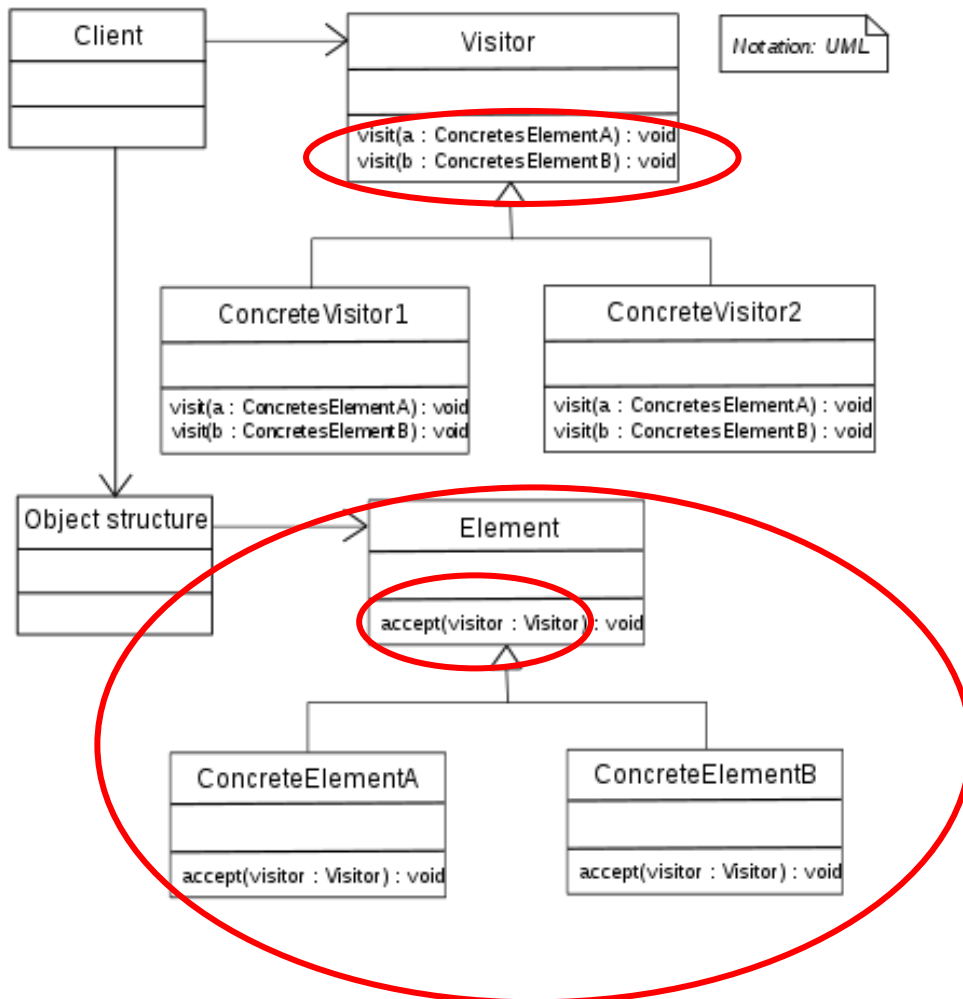 Client
Visitor
Notation: UML
visit(a : ConcretesElementA) : void
visit(b : ConcretesElementB) : void
ConcreteVisitor1
ConcreteVisitor2
visit(a : ConcretesElementA) : void
visit(b : ConcretesElementB) : void
visit(a : ConcretesElementA) : void
visit(b : ConcretesElementB) : void
Object structure
Element
accept(visitor : Visitor) : void
ConcreteElementA
ConcreteElementB
accept(visitor : Visitor) : void
accept(visitor : Visitor) : void